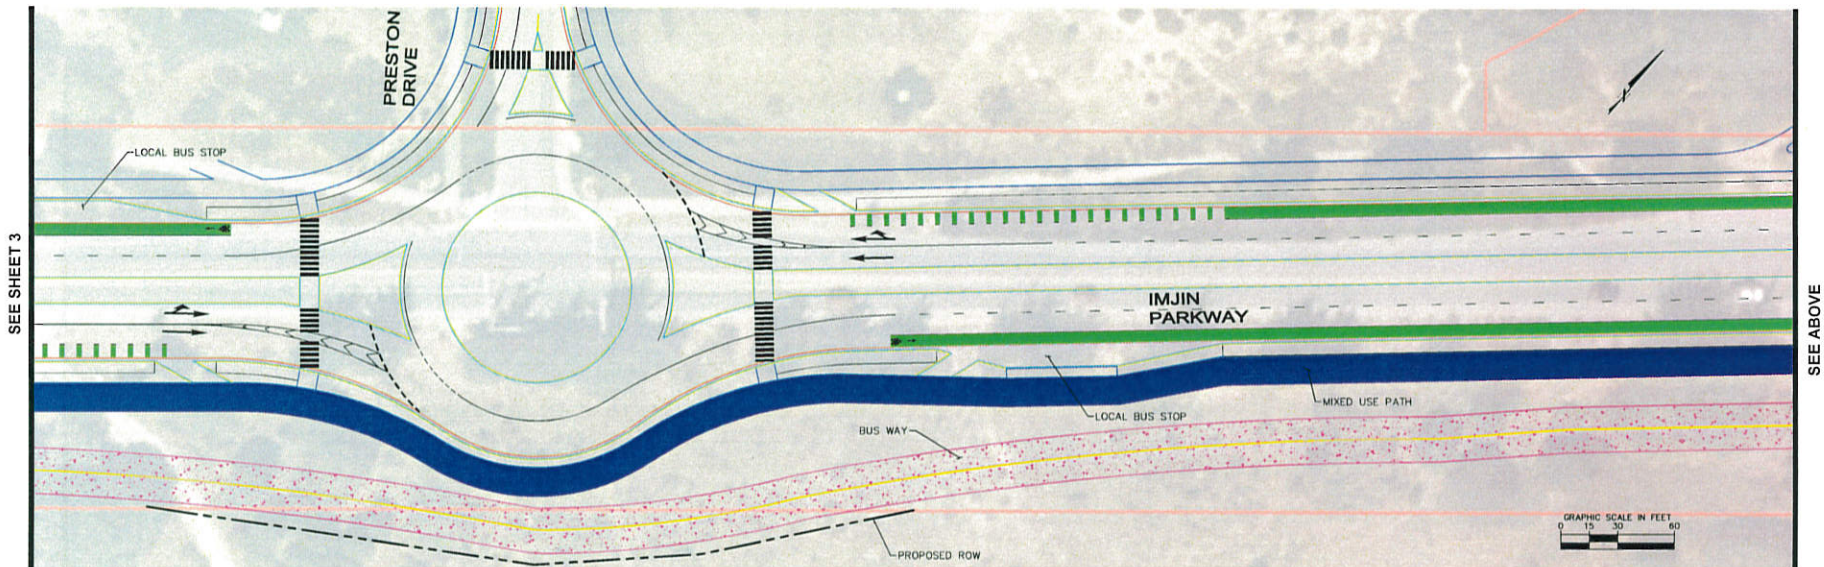 PRESTON
DRIVE
LOCAL BUS STOP
SEE SHEET 3
IMJIN
PARKWAY
SEE ABOVE
MIXED USE PATH
LOCAL BUS STOP
BUS WAY
GRAPHIC SCALE IN FEET
0 15 30 60
PROPOSED ROW